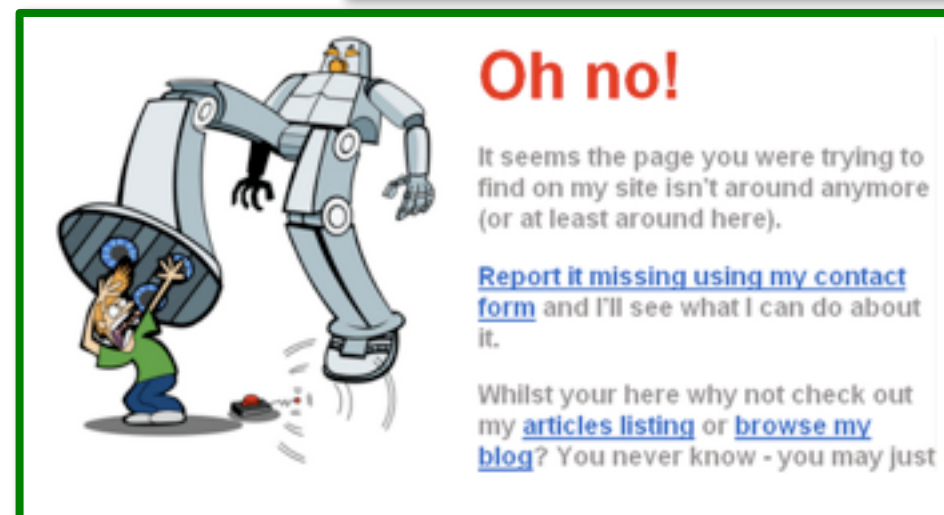 Oh no!
It seems the page you were trying to
find on my site isn't around anymore
(or at least around here).
Report it missing using my contact
form and I'll see what I can do about
it.
Whilst your here why not check out
my articles listing or browse my
blog? You never know - you may just